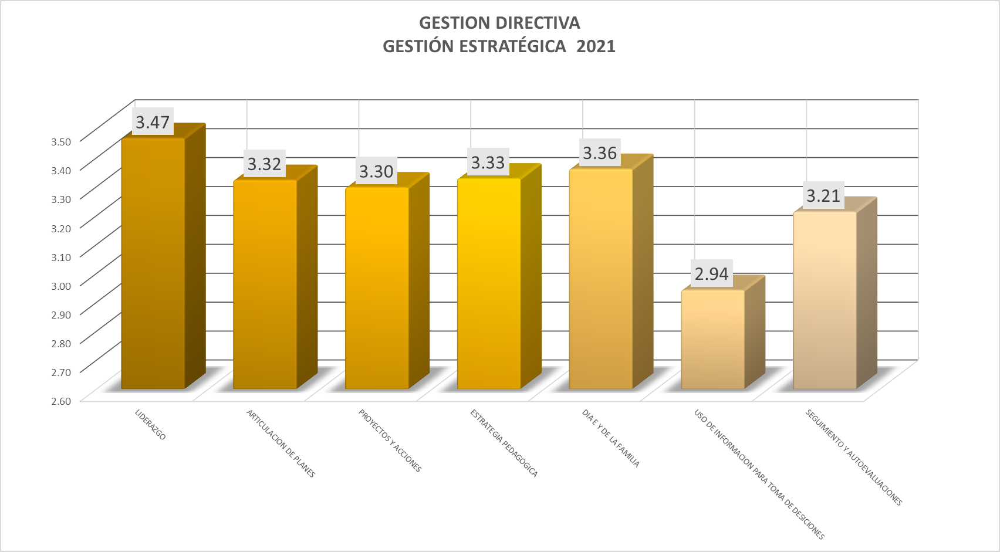 GESTION DIRECTIVA
GESTIÓN ESTRATÉGICA  2021
3.50
3.40
3.30
3.20
3.10
3.00
2.90
2.80
2.70
2.60
3.47
3.32
3.30
3.33
3.36
2.94
3.21
LIDERAZGO
ARTICULACION DE PLANES
PROYECTOS Y ACCIONES
ESTRATEGIA PEDAGOGICA
DIA E Y DE LA FAMILIA
USO DE INFORMACION PARA TOMA DE DESICIONES
SEGUIMIENTO Y AUTOEVALUACIONES